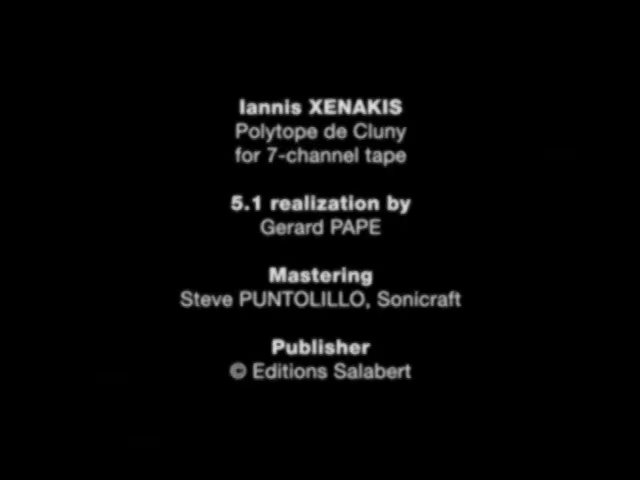 Iannis XENAKIS
Polytope de Cluny
for 7-channel tape
5.1 realization by
Gerard PAPE
Mastering
Steve PUNTOLILLO, Sonicraft
Publisher
© Editions Salabert